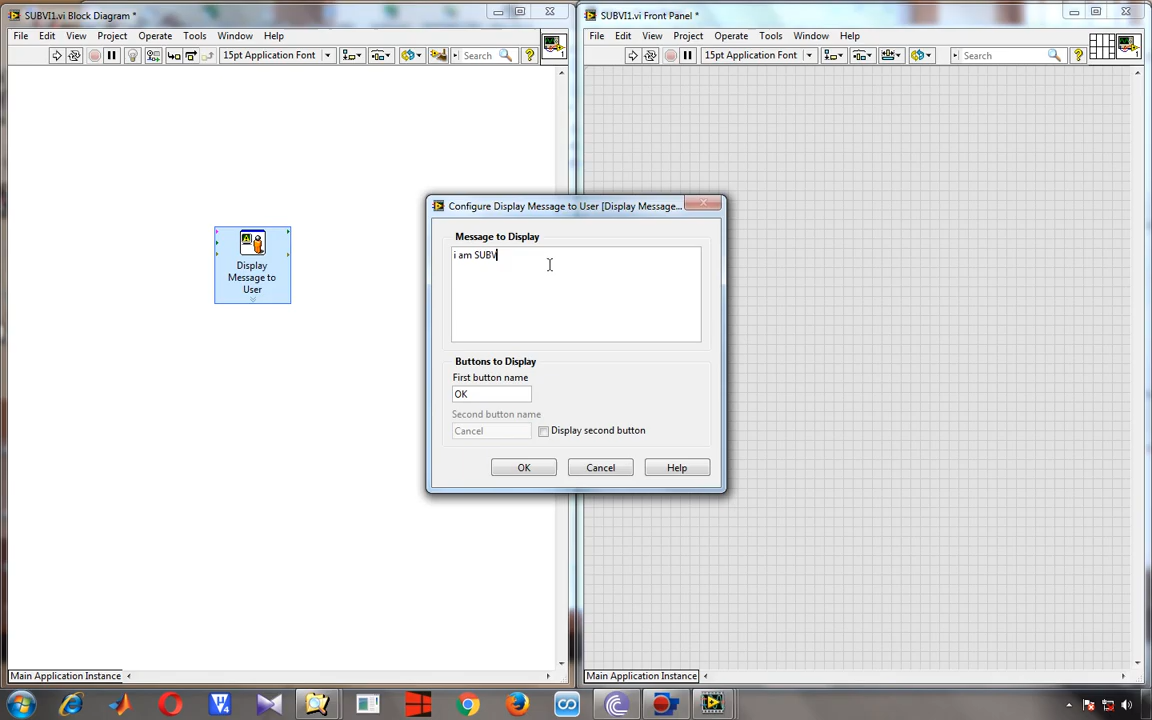 SUBVI1.vi Block Diagram *
File Edit View Project Operate Tools Window Help
15pt Application Font
Search
Display
Message to
User
Main Application Instance
SUBVI1.vi Front Panel *
File Edit View Project Operate Tools Window Help
15pt Application Font
Search
Main Application Instance
Configure Display Message to User [Display Message...
Message to Display
i am SUBV
Buttons to Display
First button name
OK
Second button name
Cancel
Display second button
OK
Cancel
Help